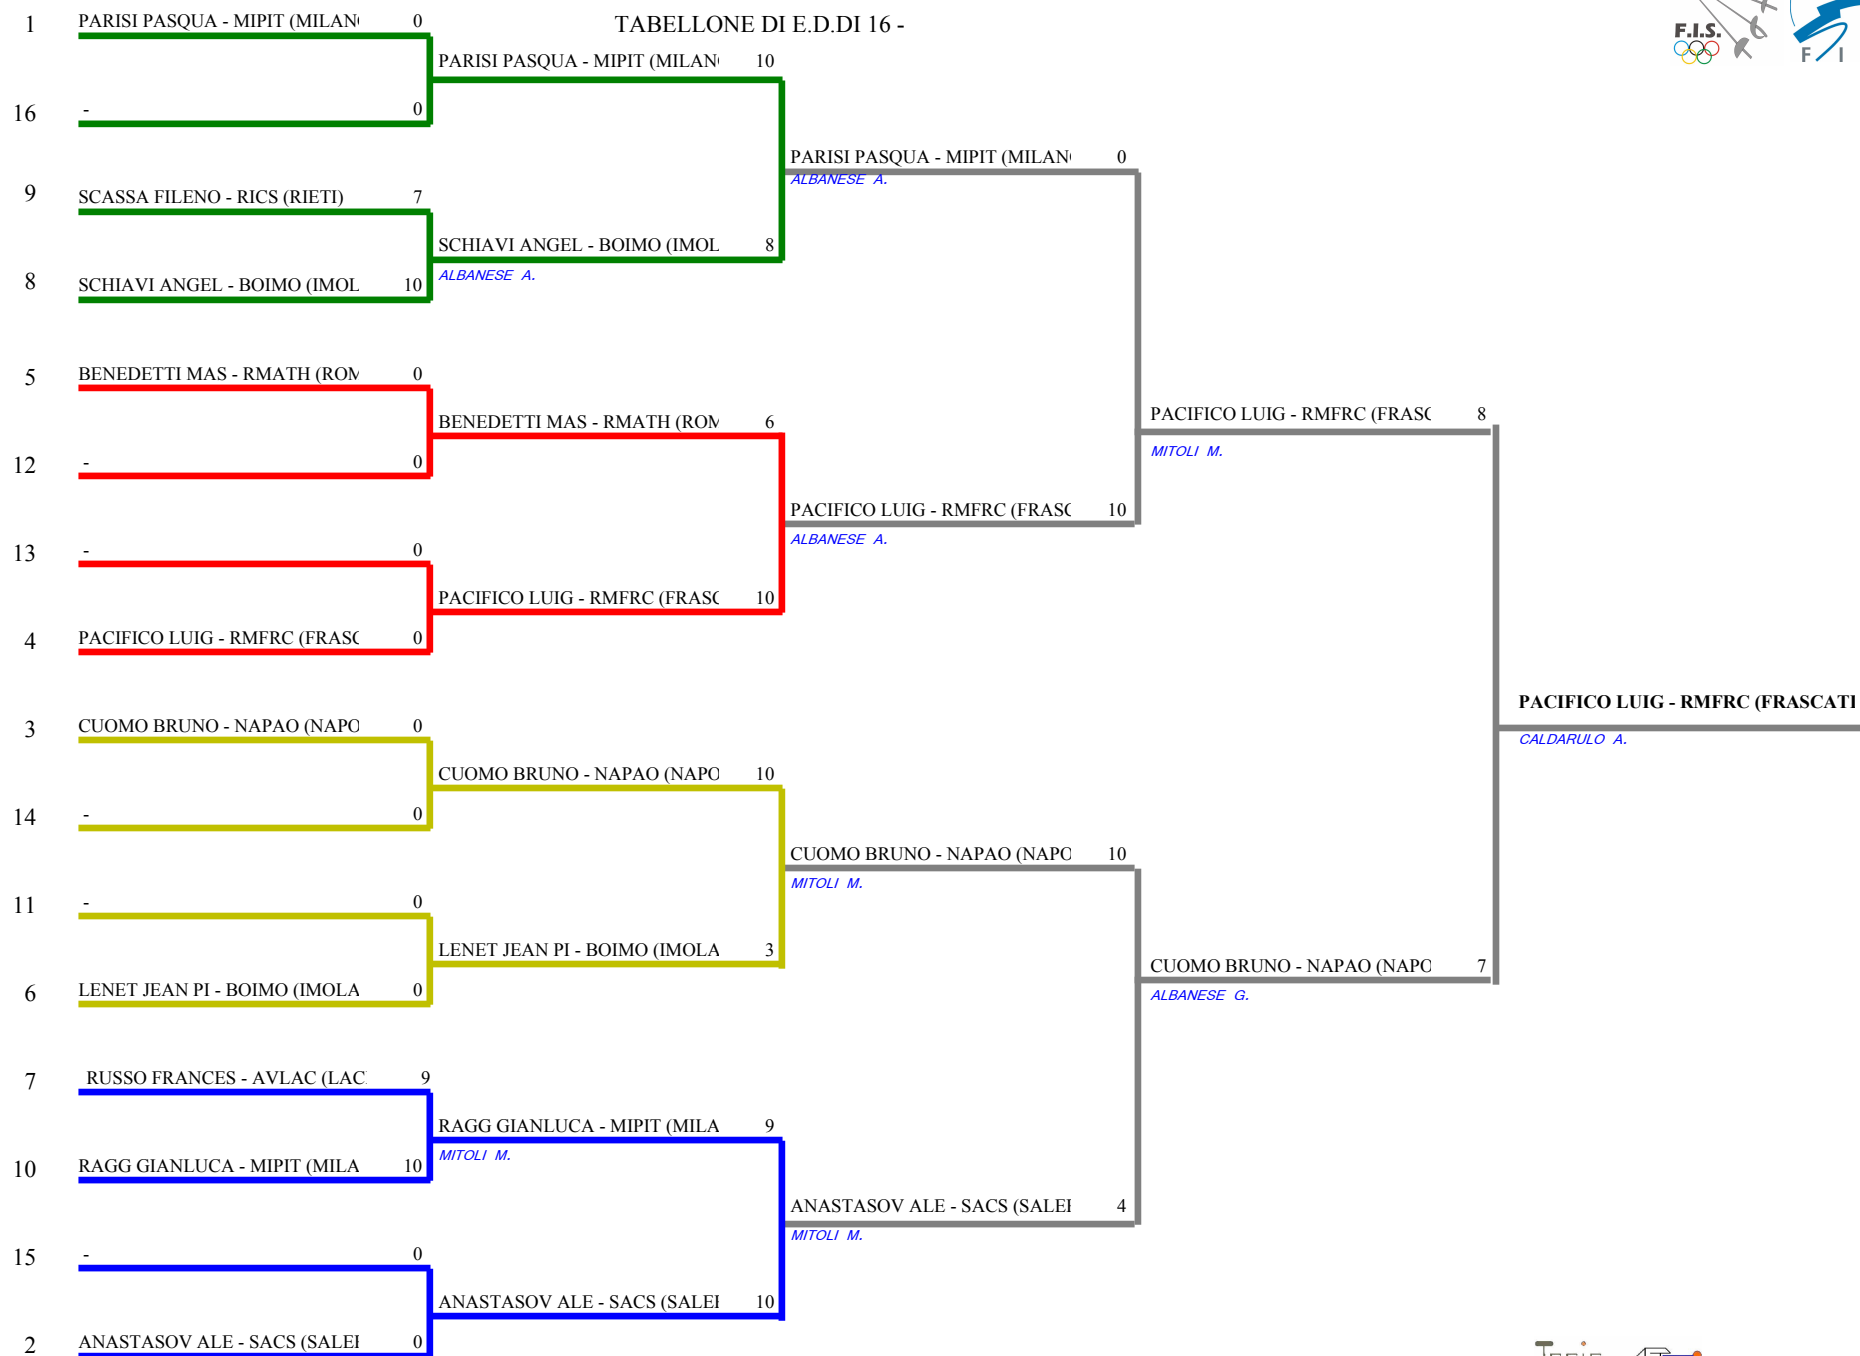 TABELLONE DI E.D.DI 16 -
F.I.S.
F I
1 PARISI PASQUA - MIPIT (MILAN 0
PARISI PASQUA - MIPIT (MILAN 10
16 - 0
PARISI PASQUA - MIPIT (MILAN 0
ALBANESE A.
9 SCASSA FILENO - RICS (RIETI) 7
SCHIAVI ANGEL - BOIMO (IMOL 8
ALBANESE A.
8 SCHIAVI ANGEL - BOIMO (IMOL 10
5 BENEDETTI MAS - RMATH (ROM 0
BENEDETTI MAS - RMATH (ROM 6
PACIFICO LUIG - RMFRC (FRASC 8
MITOLI M.
12 - 0
PACIFICO LUIG - RMFRC (FRASC 10
ALBANESE A.
13 - 0
PACIFICO LUIG - RMFRC (FRASC 10
4 PACIFICO LUIG - RMFRC (FRASC 0
PACIFICO LUIG - RMFRC (FRASCATI
CALDARULO A.
3 CUOMO BRUNO - NAPAO (NAPO 0
CUOMO BRUNO - NAPAO (NAPO 10
14 - 0
CUOMO BRUNO - NAPAO (NAPO 10
MITOLI M.
11 - 0
LENET JEAN PI - BOIMO (IMOLA 3
CUOMO BRUNO - NAPAO (NAPO 7
ALBANESE G.
6 LENET JEAN PI - BOIMO (IMOLA 0
7 RUSSO FRANCES - AVLAC (LAC 9
RAGG GIANLUCA - MIPIT (MILA 9
MITOLI M.
10 RAGG GIANLUCA - MIPIT (MILA 10
ANASTASOV ALE - SACS (SALE 4
MITOLI M.
15 - 0
ANASTASOV ALE - SACS (SALE 10
2 ANASTASOV ALE - SACS (SALE 0